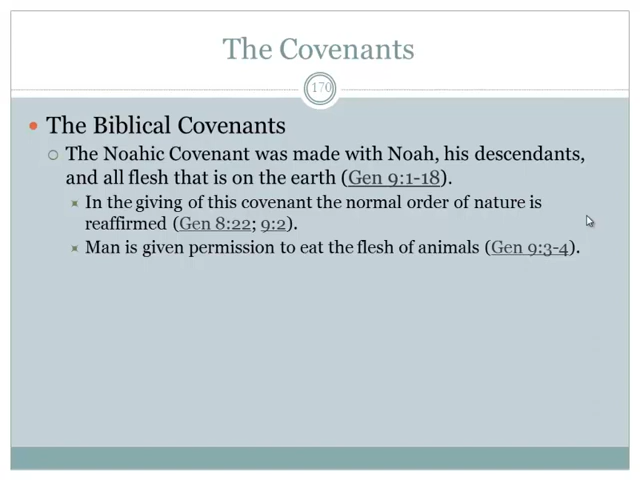 The Covenants
170
The Biblical Covenants
The Noahic Covenant was made with Noah, his descendants,
and all flesh that is on the earth (Gen 9:1-18).
In the giving of this covenant the normal order of nature is
reaffirmed (Gen 8:22; 9:2).
Man is given permission to eat the flesh of animals (Gen 9:3-4).